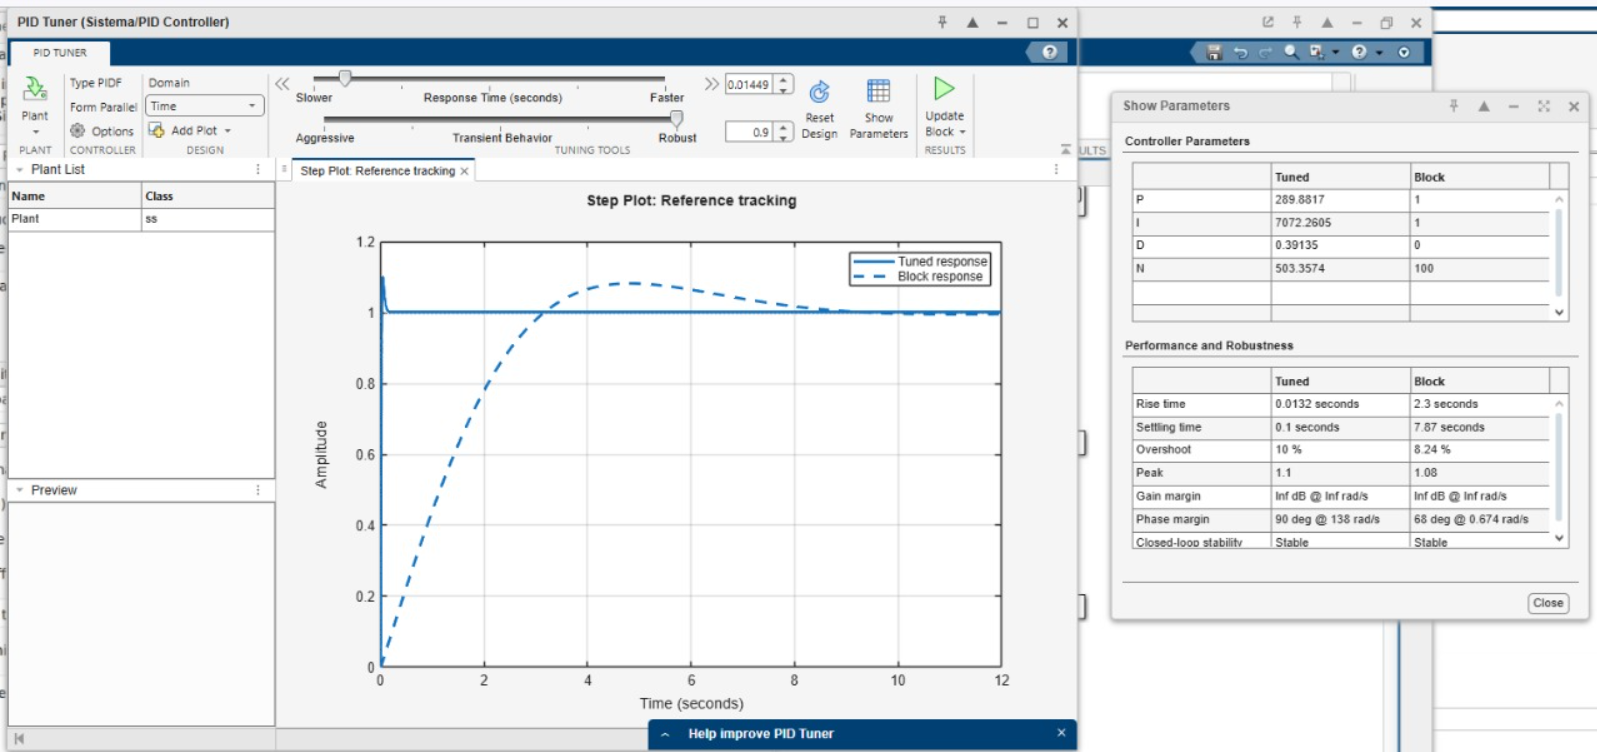 PID Tuner (Sistema/PID Controller)
PID TUNER
Plant
PLANT
Type PIDF
Form Parallel
Options
CONTROLLER
Domain
Time
Add Plot
DESIGN
Slower
Response Time (seconds)
Faster
0.01449
Aggressive
Transient Behavior
Robust
0.9
TUNING TOOLS
Reset
Design
Show
Parameters
Update
Block
RESULTS
ULTS
Plant List
Name Class
Plant ss
Preview
Step Plot: Reference tracking
Step Plot: Reference tracking
Tuned response
Block response
Amplitude
1.2
1
0.8
0.6
0.4
0.2
0
0 2 4 6 8 10 12
Time (seconds)
Help improve PID Tuner
Show Parameters
Controller Parameters
Tuned Block
P 289.8817 1
I 7072.2605 1
D 0.39135 0
N 503.3574 100
Performance and Robustness
Tuned Block
Rise time 0.0132 seconds 2.3 seconds
Settling time 0.1 seconds 7.87 seconds
Overshoot 10 % 8.24 %
Peak 1.1 1.08
Gain margin Inf dB @ Inf rad/s Inf dB @ Inf rad/s
Phase margin 90 deg @ 138 rad/s 68 deg @ 0.674 rad/s
Closed-loop stability Stable Stable
Close